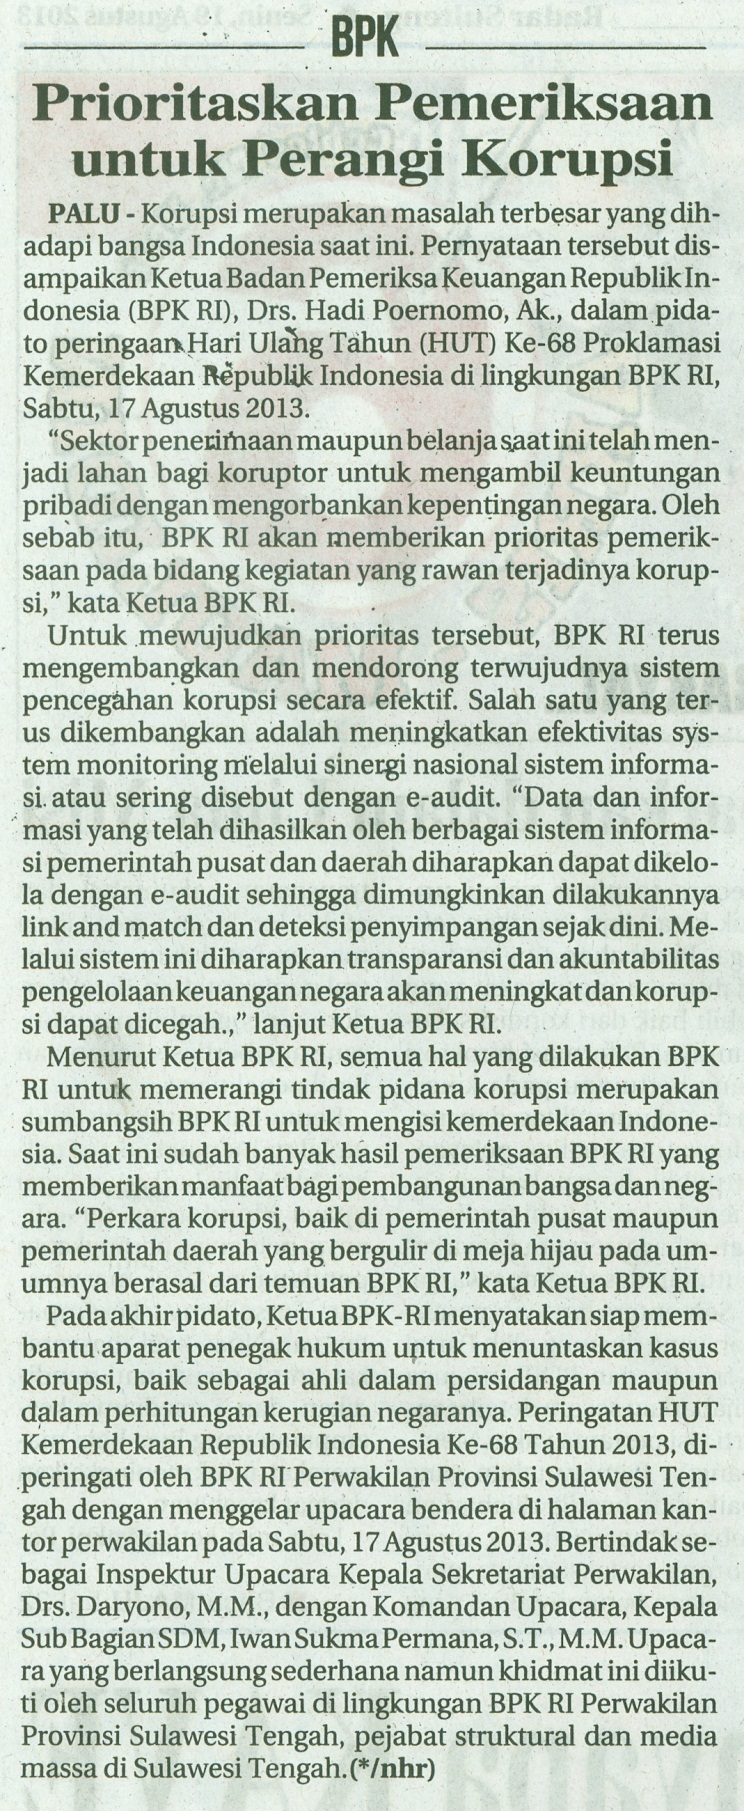 BPK
Prioritaskan Pemeriksaan
untuk Perangi Korupsi
PALU - Korupsi merupakan masalah terbesar yang dih-
adapi bangsa Indonesia saat ini. Pernyataan tersebut dis-
ampaikan Ketua Badan Pemeriksa Keuangan Republik In-
donesia (BPK RI), Drs. Hadi Poernomo, Ak., dalam pida-
to peringaan Hari Ulang Tahun (HUT) Ke-68 Proklamasi
Kemerdekaan Republik Indonesia di lingkungan BPK RI,
Sabtu, 17 Agustus 2013.
“Sektor penerimaan maupun belanja saat ini telah men-
jadi lahan bagi koruptor untuk mengambil keuntungan
pribadi dengan mengorbankan kepentingan negara. Oleh
sebab itu, BPK RI akan memberikan prioritas pemerik-
saan pada bidang kegiatan yang rawan terjadinya korup-
si,” kata Ketua BPK RI.
Untuk mewujudkan prioritas tersebut, BPK RI terus
mengembangkan dan mendorong terwujudnya sistem
pencegahan korupsi secara efektif. Salah satu yang ter-
us dikembangkan adalah meningkatkan efektivitas sys-
tem monitoring melalui sinergi nasional sistem informa-
si atau sering disebut dengan e-audit. “Data dan infor-
masi yang telah dihasilkan oleh berbagai sistem informa-
si pemerintah pusat dan daerah diharapkan dapat dikelo-
la dengan e-audit sehingga dimungkinkan dilakukannya
link and match dan deteksi penyimpangan sejak dini. Me-
lalui sistem ini diharapkan transparansi dan akuntabilitas
pengelolaan keuangan negara akan meningkat dan korup-
si dapat dicegah.,” lanjut Ketua BPK RI.
Menurut Ketua BPK RI, semua hal yang dilakukan BPK
RI untuk memerangi tindak pidana korupsi merupakan
sumbangsih BPK RI untuk mengisi kemerdekaan Indone-
sia. Saat ini sudah banyak hasil pemeriksaan BPK RI yang
memberikan manfaat bagi pembangunan bangsa dan neg-
ara. “Perkara korupsi, baik di pemerintah pusat maupun
pemerintah daerah yang bergulir di meja hijau pada um-
umnya berasal dari temuan BPK RI,” kata Ketua BPK RI.
Pada akhir pidato, Ketua BPK-RI menyatakan siap mem-
bantu aparat penegak hukum untuk menuntaskan kasus
korupsi, baik sebagai ahli dalam persidangan maupun
dalam perhitungan kerugian negaranya. Peringatan HUT
Kemerdekaan Republik Indonesia Ke-68 Tahun 2013, di-
peringati oleh BPK RI Perwakilan Provinsi Sulawesi Ten-
gah dengan menggelar upacara bendera di halaman kan-
tor perwakilan pada Sabtu, 17 Agustus 2013. Bertindak se-
bagai Inspektur Upacara Kepala Sekretariat Perwakilan,
Drs. Daryono, M.M., dengan Komandan Upacara, Kepala
Sub Bagian SDM, Iwan Sukma Permana, S.T., M.M. Upaca-
ra yang berlangsung sederhana namun khidmat ini diiku-
ti oleh seluruh pegawai di lingkungan BPK RI Perwakilan
Provinsi Sulawesi Tengah, pejabat struktural dan media
massa di Sulawesi Tengah.(*/nhr)